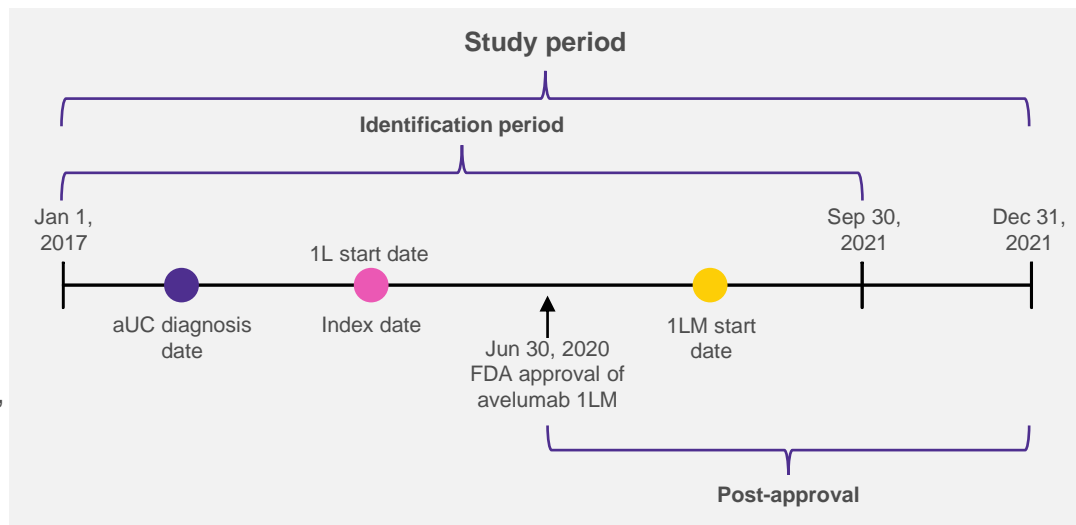 Study period
Identification period
Jan 1,
2017
Sep 30,
2021
Dec 31,
2021
1L start date
aUC diagnosis
date
Index date
1LM start
date
Jun 30, 2020
FDA approval of
avelumab 1LM
,
Post-approval